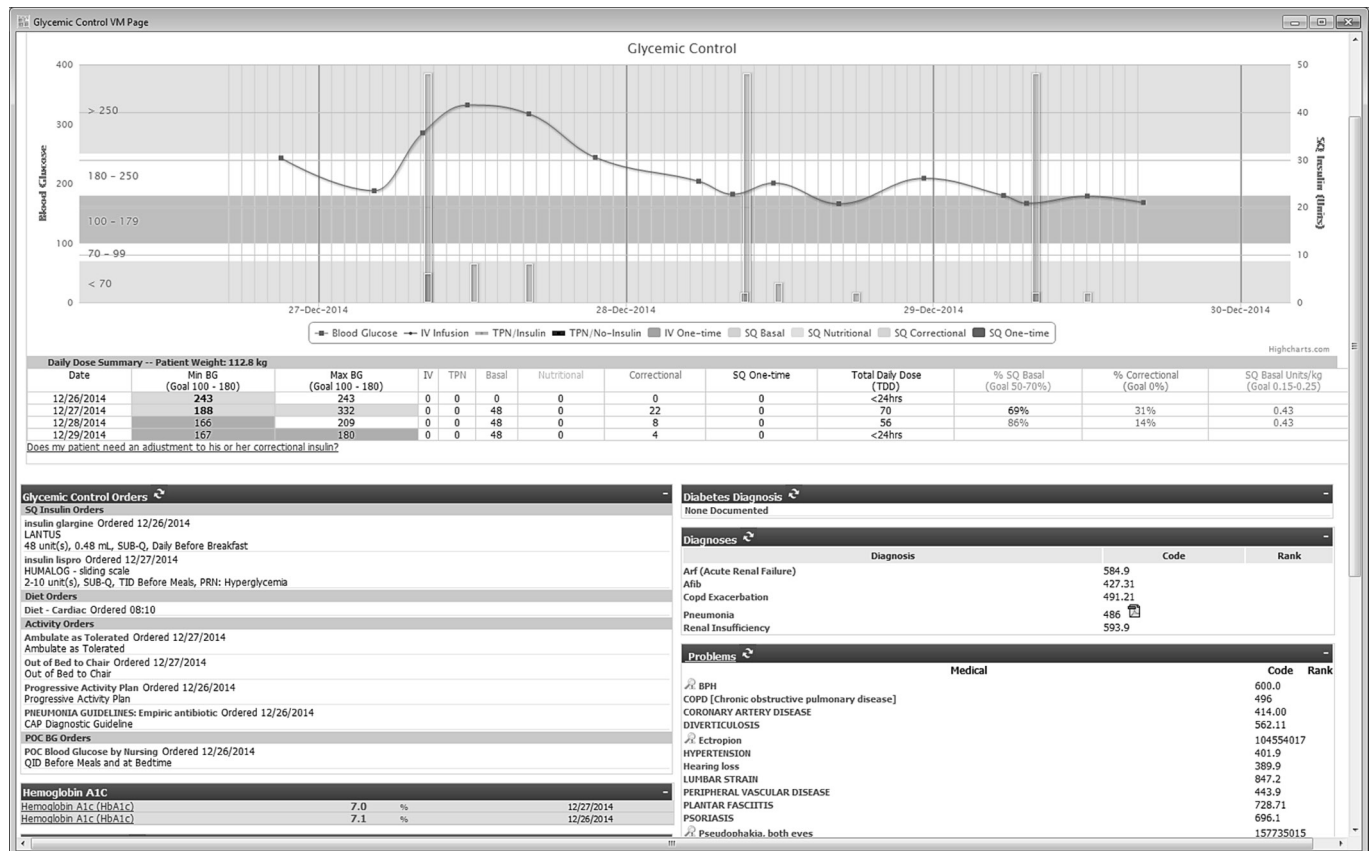 Glycemic Control VM Page
Glycemic Control
400
300
200
100
0
Blood Glucose
> 250
180 - 250
100 - 179
70 - 99
< 70
50
40
30
20
10
0
SQ Insulin (Units)
27-Dec-2014 28-Dec-2014 29-Dec-2014 30-Dec-2014
Blood Glucose IV Infusion TPN/Insulin TPN/No-Insulin IV One-time SQ Basal SQ Nutritional SQ Correctional SQ One-time
Highcharts.com
Daily Dose Summary -- Patient Weight: 112.8 kg
Date Min BG Max BG IV TPN Basal Nutritional Correctional SQ One-time Total Daily Dose % SQ Basal % Correctional SQ Basal Units/kg
(Goal 100 - 180) (Goal 100 - 180) (TDD) (Goal 50-70%) (Goal 0%) (Goal 0.15-0.25)
12/26/2014 243 243 0 0 0 0 0 0 <24hrs
12/27/2014 188 332 0 0 48 0 22 0 70 69% 31% 0.43
12/28/2014 166 209 0 0 48 0 8 0 56 86% 14% 0.43
12/29/2014 167 180 0 0 48 0 4 0 <24hrs
Does my patient need an adjustment to his or her correctional insulin?
Glycemic Control Orders
SQ Insulin Orders
insulin glargine Ordered 12/26/2014
LANTUS
48 unit(s), 0.48 mL, SUB-Q, Daily Before Breakfast
insulin lispro Ordered 12/27/2014
HUMALOG - sliding scale
2-10 unit(s), SUB-Q, TID Before Meals, PRN: Hyperglycemia
Diet Orders
Diet - Cardiac Ordered 08:10
Activity Orders
Ambulate as Tolerated Ordered 12/27/2014
Ambulate as Tolerated
Out of Bed to Chair Ordered 12/27/2014
Out of Bed to Chair
Progressive Activity Plan Ordered 12/26/2014
Progressive Activity Plan
PNEUMONIA GUIDELINES: Empiric antibiotic Ordered 12/26/2014
CAP Diagnostic Guideline
POC BG Orders
POC Blood Glucose by Nursing Ordered 12/26/2014
QID Before Meals and at Bedtime
Hemoglobin A1C
Hemoglobin A1c (HbA1c) 7.0 % 12/27/2014
Hemoglobin A1c (HbA1c) 7.1 % 12/26/2014
Diabetes Diagnosis
None Documented
Diagnoses
Diagnosis Code Rank
Arf (Acute Renal Failure) 584.9
Afib 427.31
Copd Exacerbation 491.21
Pneumonia 486
Renal Insufficiency 593.9
Problems
Medical Code Rank
BPH 600.0
COPD [Chronic obstructive pulmonary disease] 496
CORONARY ARTERY DISEASE 414.00
DIVERTICULOSIS 562.11
Ectropion 104554017
HYPERTENSION 401.9
Hearing loss 389.9
LUMBAR STRAIN 847.2
PERIPHERAL VASCULAR DISEASE 443.9
PLANTAR FASCIITIS 728.71
PSORIASIS 696.1
Pseudophakia, both eyes 157735015